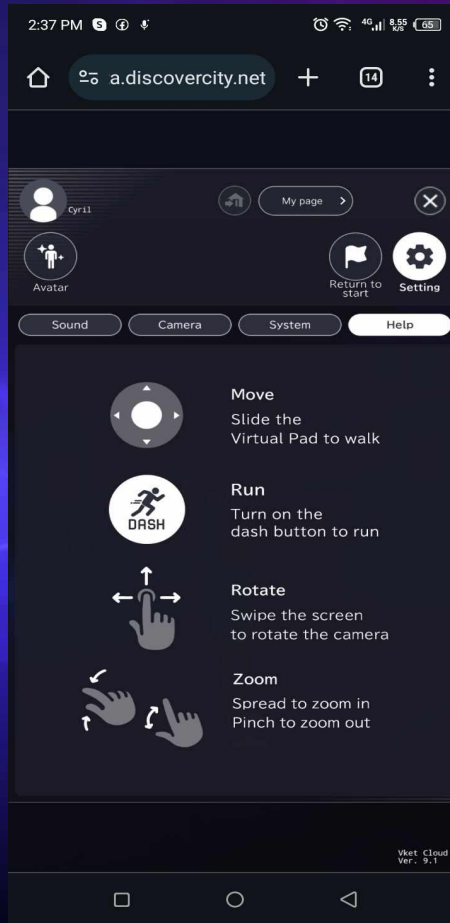 2:37 PM
4G 8.55 K/S 65
a.discovercity.net
14
Cyril
My page
Avatar
Return to
start
Setting
Sound
Camera
System
Help
Move
Slide the
Virtual Pad to walk
DASH
Run
Turn on the
dash button to run
Rotate
Swipe the screen
to rotate the camera
Zoom
Spread to zoom in
Pinch to zoom out
Vket Cloud
Ver. 9.1